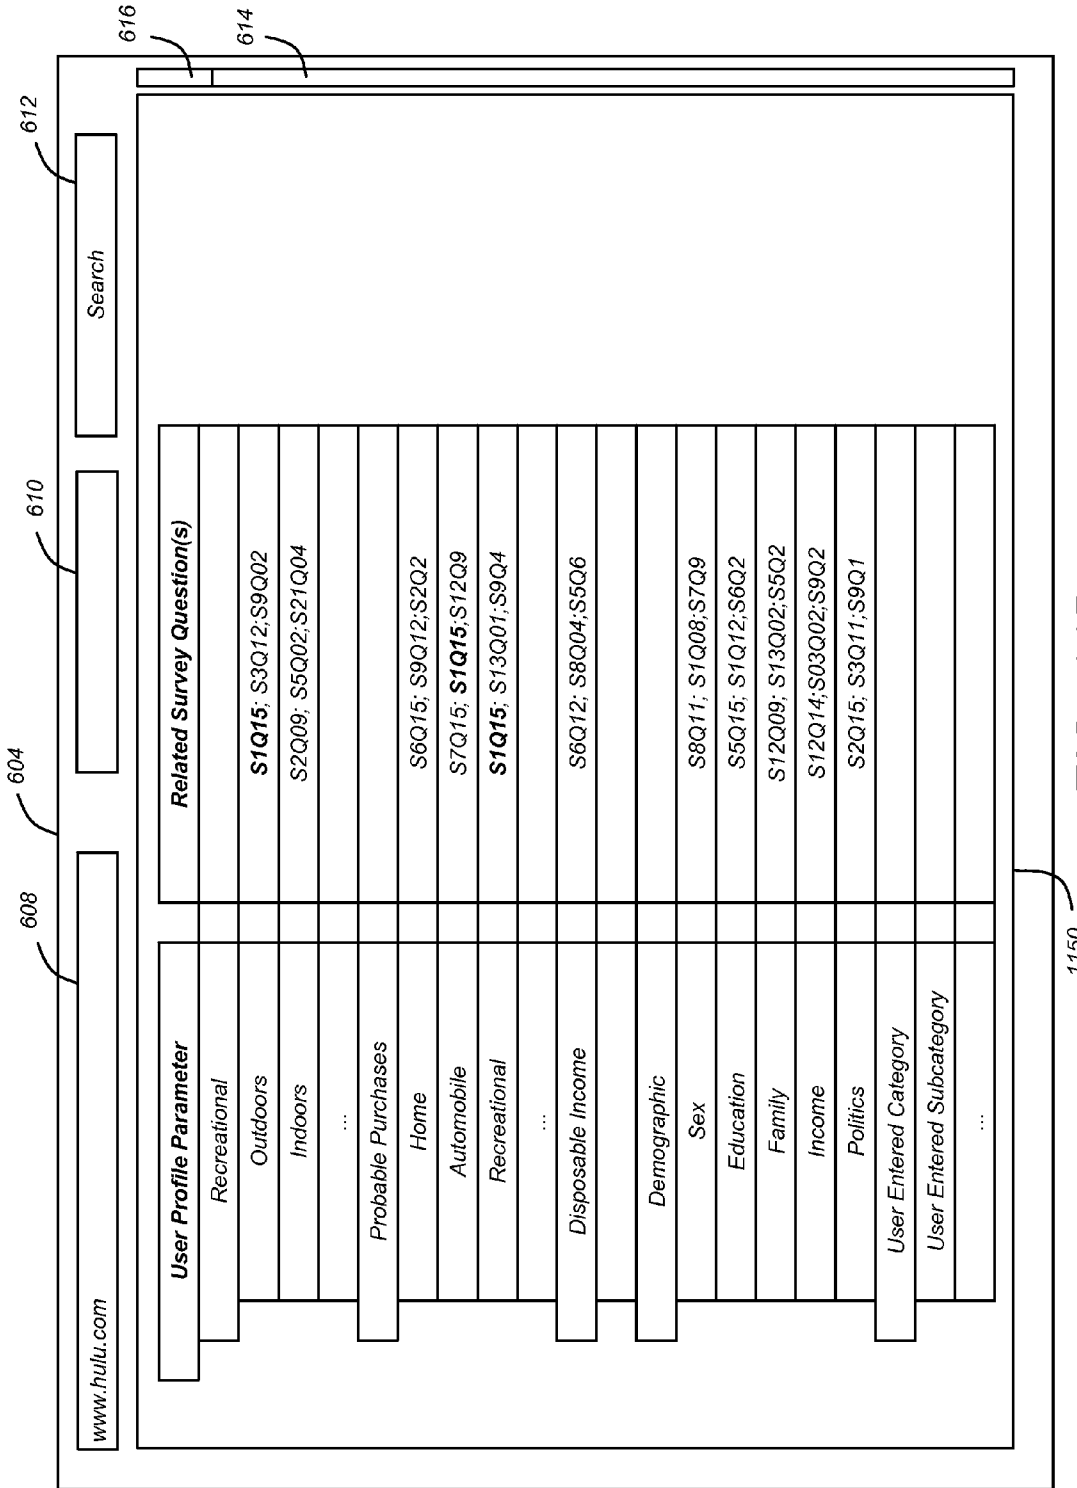 604
608
610
612
616
614
www.hulu.com
Search
User Profile Parameter Related Survey Question(s)
Recreational
Outdoors S1Q15; S3Q12;S9Q02
Indoors S2Q09; S5Q02;S21Q04
...
Probable Purchases
Home S6Q15; S9Q12;S2Q2
Automobile S7Q15; S1Q15;S12Q9
Recreational S1Q15; S13Q01;S9Q4
...
Disposable Income S6Q12; S8Q04;S5Q6
Demographic
Sex S8Q11; S1Q08;S7Q9
Education S5Q15; S1Q12;S6Q2
Family S12Q09; S13Q02;S5Q2
Income S12Q14;S03Q02;S9Q2
Politics S2Q15; S3Q11;S9Q1
User Entered Category
User Entered Subcategory
...
1150